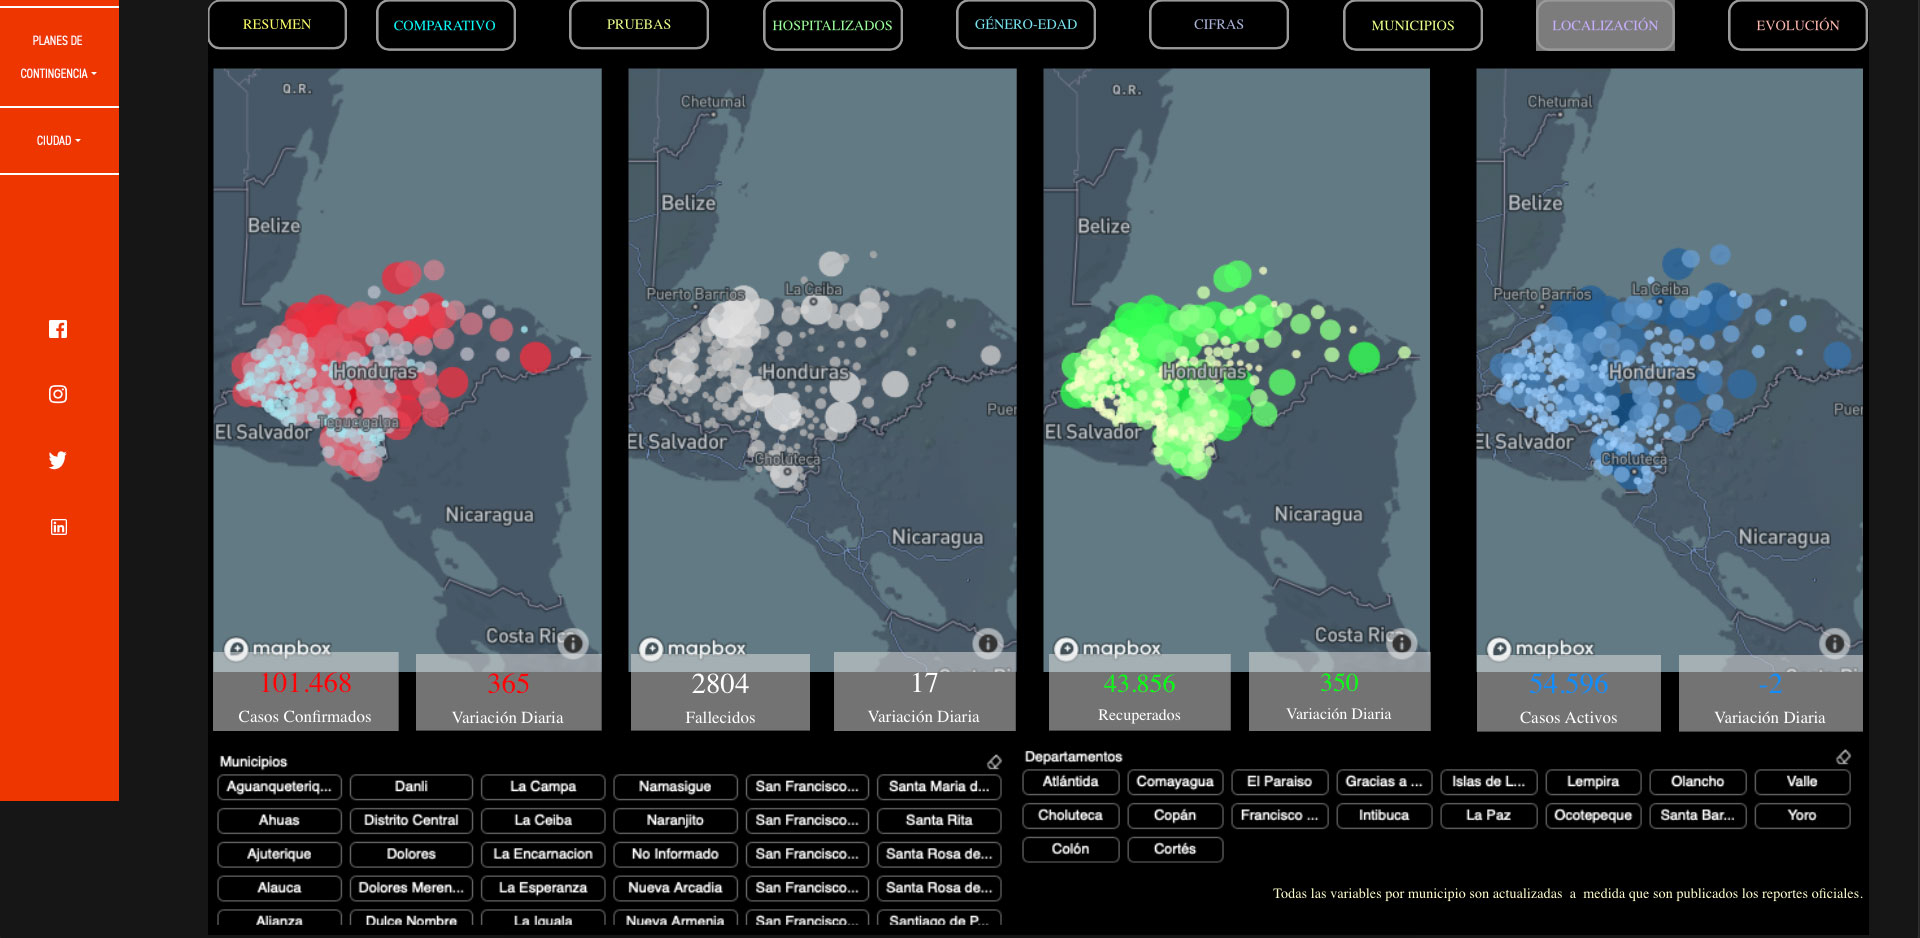 PLANES DE
CONTINGENCIA
CIUDAD
RESUMEN
COMPARATIVO
PRUEBAS
HOSPITALIZADOS
GÉNERO-EDAD
CIFRAS
MUNICIPIOS
LOCALIZACIÓN
EVOLUCIÓN
Q.R.
Belize
Honduras
Tegucigalpa
El Salvador
Nicaragua
Costa Ric
mapbox
101.468
Casos Confirmados
365
Variación Diaria
Chetumal
Belize
Puerto Barrios
La Ceiba
Honduras
Puer
El Salvador
Choluteca
Nicaragua
mapbox
2804
Fallecidos
17
Variación Diaria
Q.R.
Belize
Honduras
El Salvador
Nicaragua
Costa Ric
mapbox
43.856
Recuperados
350
Variación Diaria
Chetumal
Belize
Puerto Barrios
La Ceiba
Honduras
Puer
El Salvador
Choluteca
Nicaragua
mapbox
54.596
Casos Activos
-2
Variación Diaria
Municipios
Aguanqueteriq... Danli La Campa Namasigue San Francisco... Santa Maria d...
Ahuas Distrito Central La Ceiba Naranjito San Francisco... Santa Rita
Ajuterique Dolores La Encarnacion No Informado San Francisco... Santa Rosa de...
Alauca Dolores Meren... La Esperanza Nueva Arcadia San Francisco... Santa Rosa de...
Alianza Dulce Nombre La Iguala Nueva Armenia San Francisco... Santiago de P...
Departamentos
Atlántida Comayagua El Paraiso Gracias a ... Islas de L... Lempira Olancho Valle
Choluteca Copán Francisco ... Intibuca La Paz Ocotepeque Santa Bar... Yoro
Colón Cortés
Todas las variables por municipio son actualizadas a medida que son publicados los reportes oficiales.